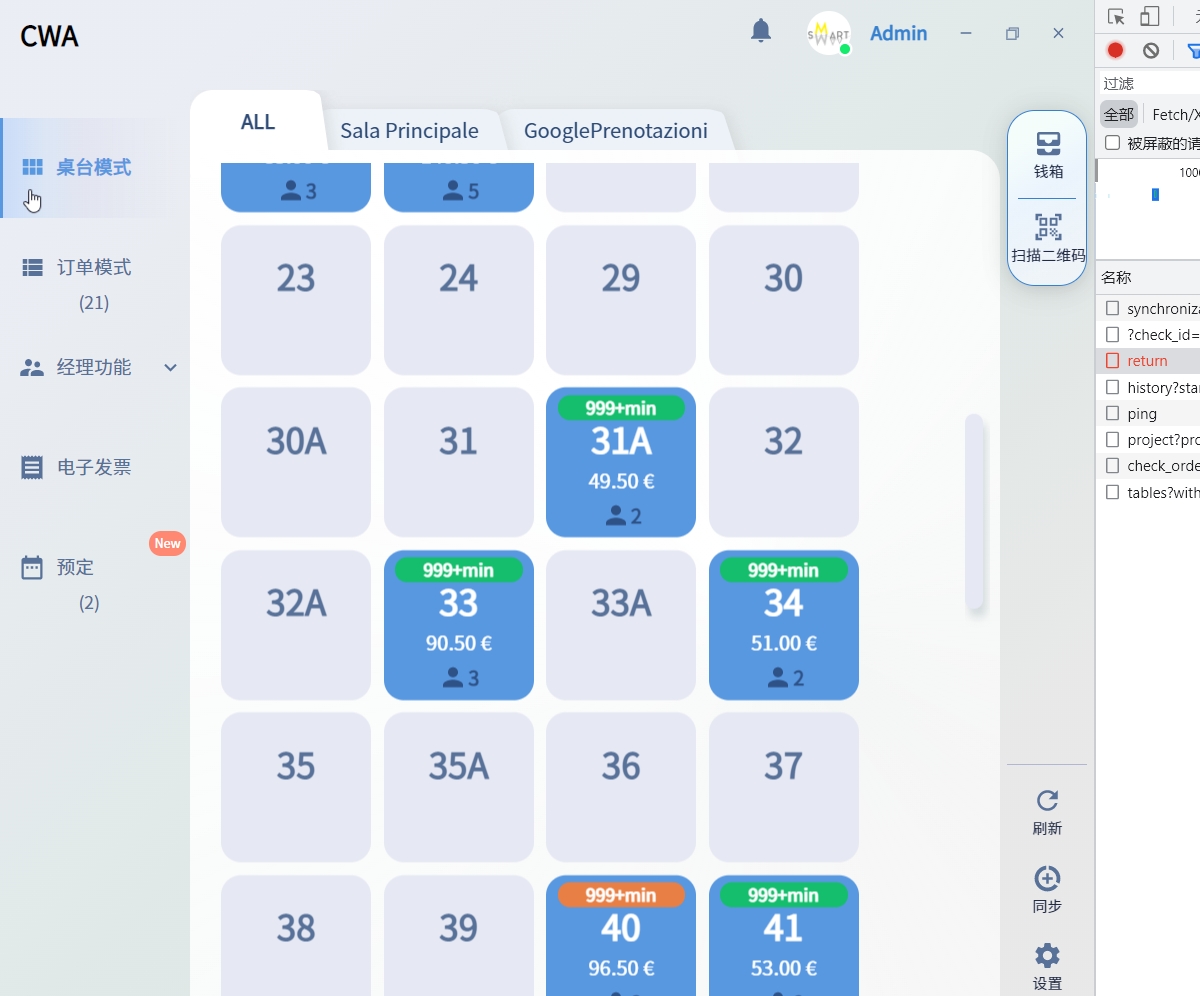 CWA
SMART
Admin
ALL
Sala Principale
GooglePrenotazioni
桌台模式
订单模式
(21)
经理功能
电子发票
New
预定
(2)
3
5
23
24
29
30
30A
31
999+min
31A
49.50 €
2
32
32A
999+min
33
90.50 €
3
33A
999+min
34
51.00 €
2
35
35A
36
37
38
39
999+min
40
96.50 €
999+min
41
53.00 €
钱箱
扫描二维码
刷新
同步
设置
过滤
全部
Fetch/X
被屏蔽的请
100
名称
synchroniz
?check_id=
return
history?sta
ping
project?pro
check_orde
tables?with